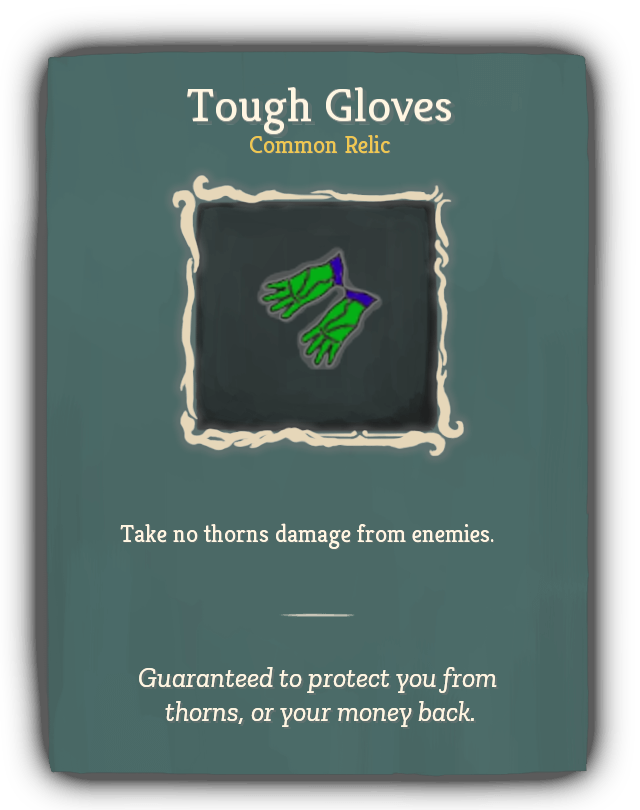 Tough Gloves
Common Relic
Take no thorns damage from enemies.
Guaranteed to protect you from
thorns, or your money back.